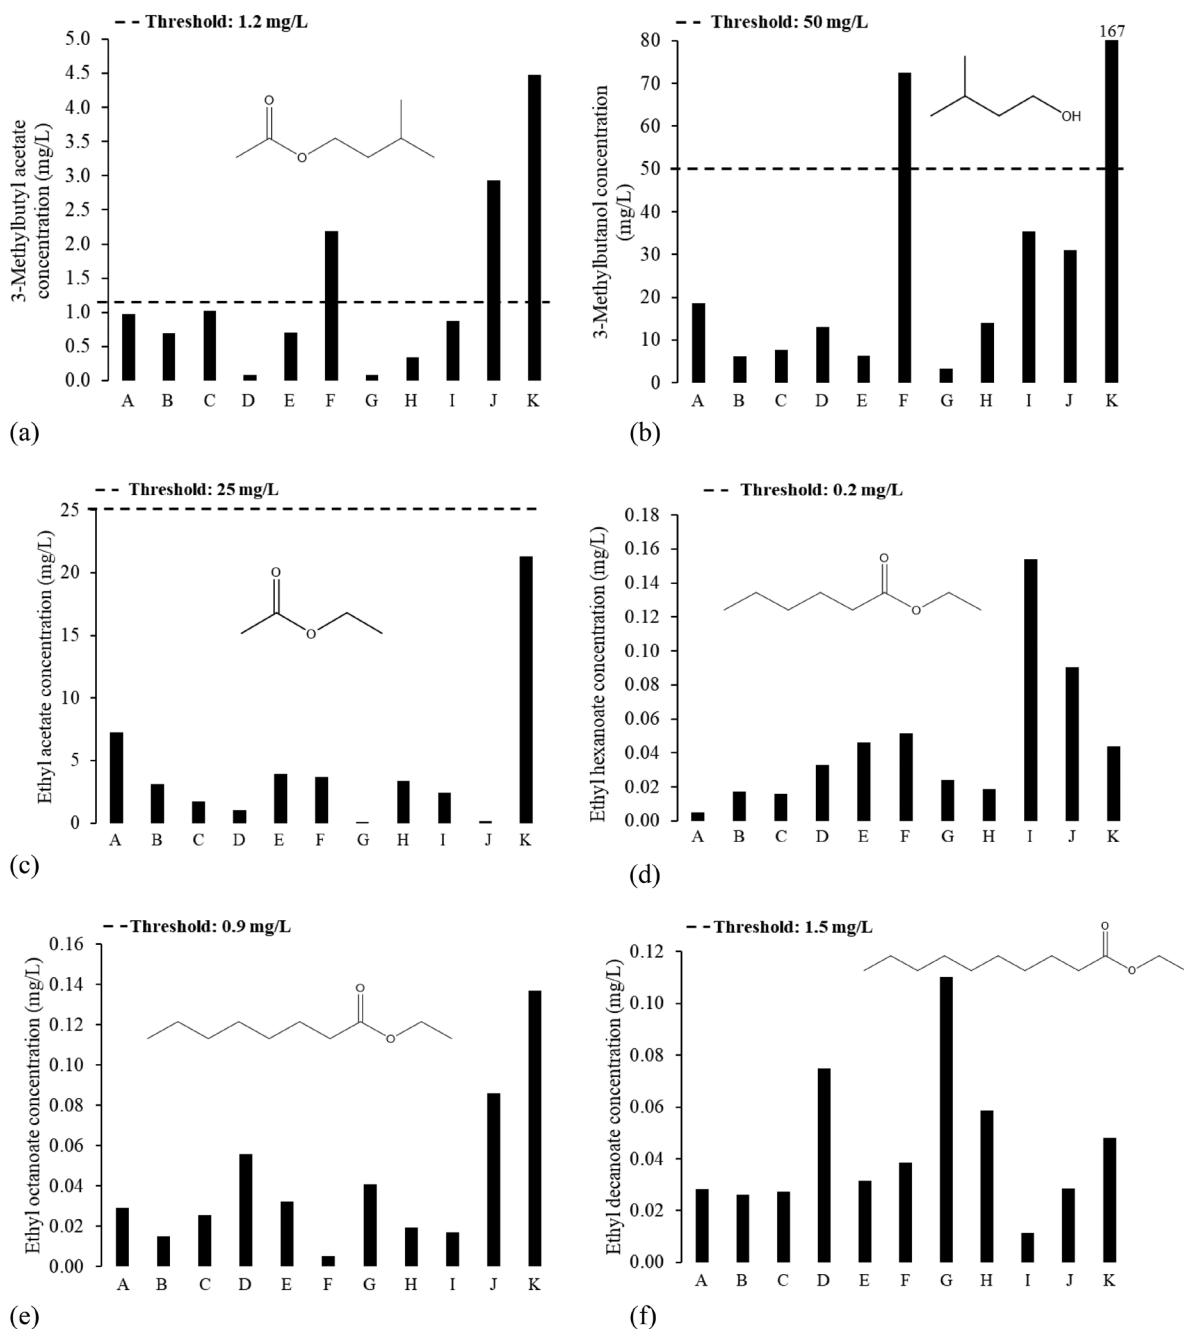 Threshold: 1.2 mg/L
3-Methylbutyl acetate
concentration (mg/L)
5.0
4.5
4.0
3.5
3.0
2.5
2.0
1.5
1.0
0.5
0.0
O
O
A B C D E F G H I J K
(a)
Threshold: 50 mg/L
3-Methylbutanol concentration
(mg/L)
80
70
60
50
50
40
30
20
10
0
167
OH
A B C D E F G H I J K
(b)
Threshold: 25 mg/L
Ethyl acetate concentration (mg/L)
25
20
15
10
5
0
O
O
A B C D E F G H I J K
(c)
Threshold: 0.2 mg/L
Ethyl hexanoate concentration (mg/L)
0.18
0.16
0.14
0.12
0.10
0.08
0.06
0.04
0.02
0.00
O
O
A B C D E F G H I J K
(d)
Threshold: 0.9 mg/L
Ethyl octanoate concentration (mg/L)
0.16
0.14
0.12
0.10
0.08
0.06
0.04
0.02
0.00
O
O
A B C D E F G H I J K
(e)
Threshold: 1.5 mg/L
Ethyl decanoate concentration (mg/L)
0.12
0.10
0.08
0.06
0.04
0.02
0.00
O
O
A B C D E F G H I J K
(f)